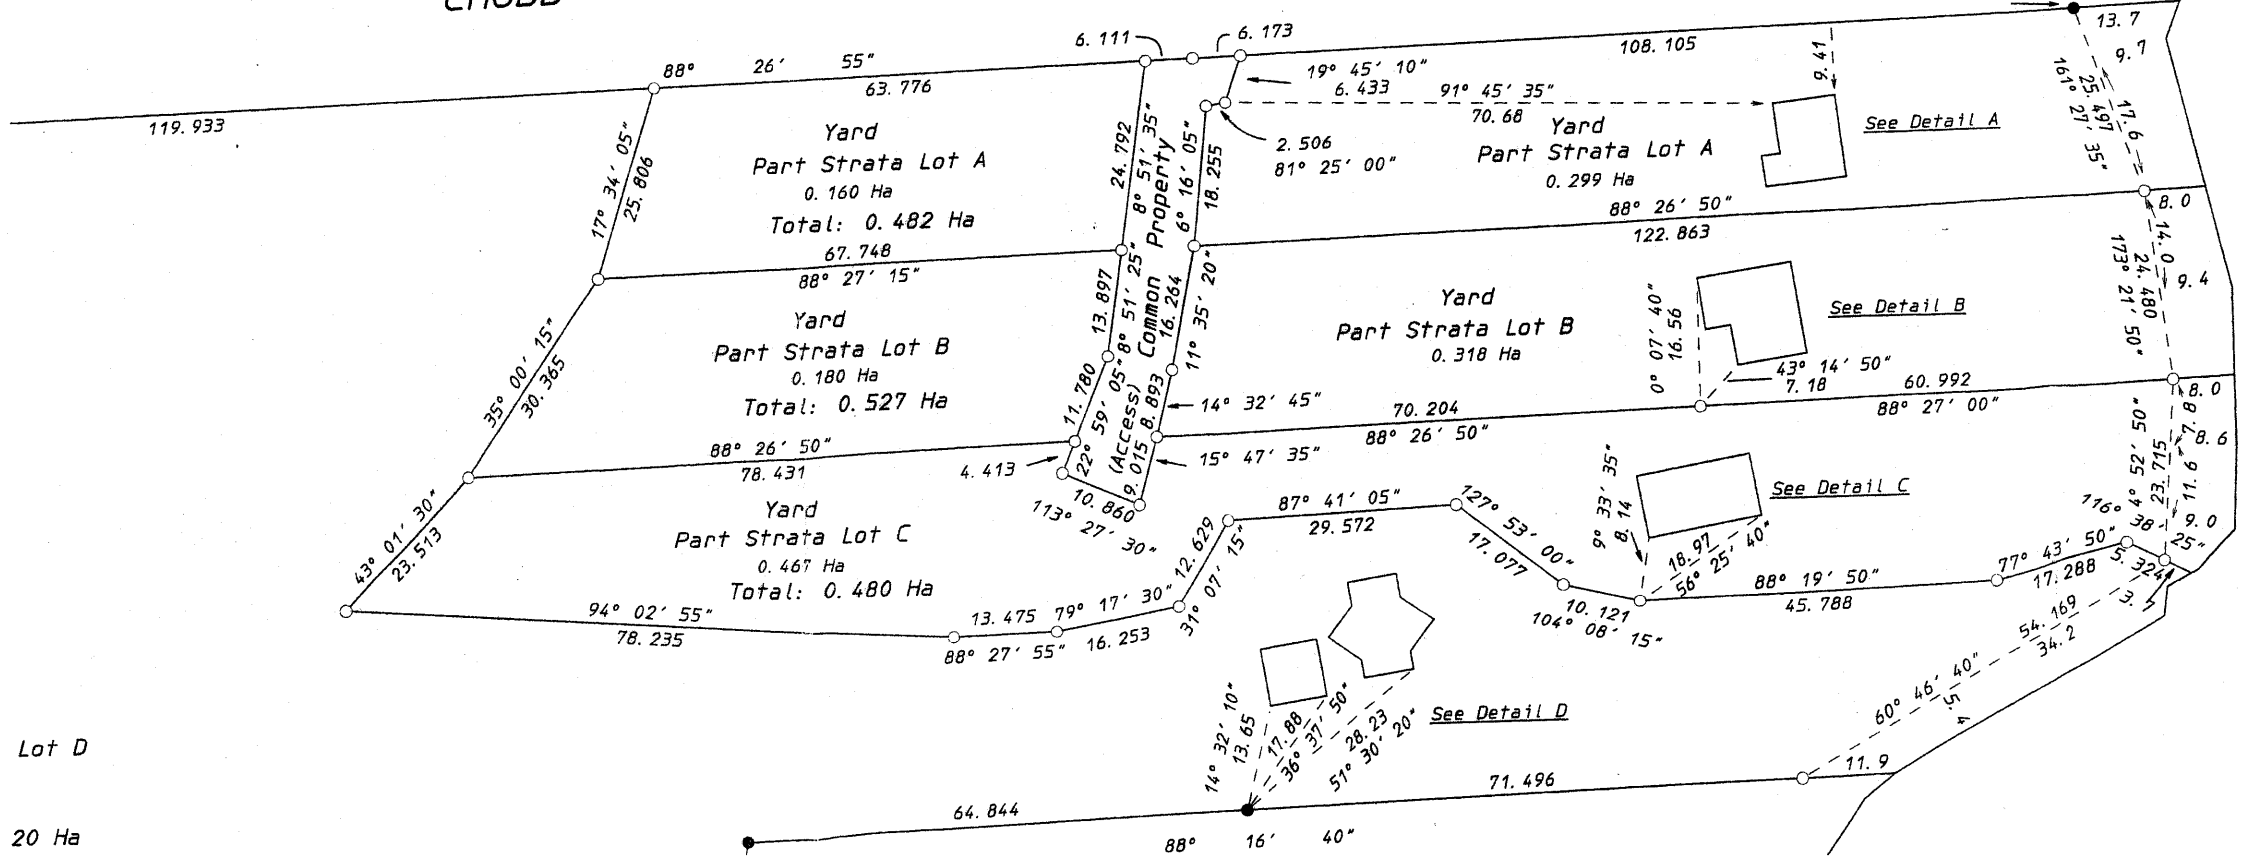 CHUBB
6.111
6.173
108.105
13.7
9.7
88° 26′ 55″
63.776
119.933
19° 45′ 10″
6.433
91° 45′ 35″
70.68
9.41
161° 27′ 35″
25.497
17.6
2.506
81° 25′ 00″
Yard
Part Strata Lot A
0.160 Ha
Total: 0.482 Ha
17° 34′ 05″
25.806
24.792
8° 51′ 35″
6° 16′ 05″
18.255
Yard
Part Strata Lot A
0.299 Ha
See Detail A
67.748
88° 27′ 15″
88° 26′ 50″
122.863
8.0
14.0
173° 21′ 50″
24.480
9.4
13.897
8° 51′ 25″
Common Property
(Access)
16.264
11° 35′ 20″
35° 00′ 15″
30.365
Yard
Part Strata Lot B
0.180 Ha
Total: 0.527 Ha
Yard
Part Strata Lot B
0.318 Ha
0° 07′ 40″
16.56
See Detail B
43° 14′ 50″
7.18
60.992
88° 27′ 00″
8.0
11.780
22° 59′ 05″
8.893
14° 32′ 45″
70.204
88° 26′ 50″
88° 26′ 50″
78.431
4.413
9.015
15° 47′ 35″
10.860
113° 27′ 30″
43° 01′ 30″
23.513
Yard
Part Strata Lot C
0.467 Ha
Total: 0.480 Ha
87° 41′ 05″
29.572
127° 53′ 00″
17.077
9° 33′ 35″
8.14
See Detail C
18.97
56° 25′ 40″
4° 52′ 50″
23.715
7.8
8.6
11.6
9.0
116° 38′ 25″
5.324
77° 43′ 50″
17.288
88° 19′ 50″
45.788
10.121
104° 08′ 15″
12.629
31° 07′ 15″
94° 02′ 55″
78.235
13.475
88° 27′ 55″
79° 17′ 30″
16.253
54.169
34.2
3.7
60° 46′ 40″
5.4
14° 32′ 10″
13.65
17.88
36° 37′ 50″
28.23
51° 30′ 20″
See Detail D
Lot D
20 Ha
64.844
71.496
11.9
88° 16′ 40″